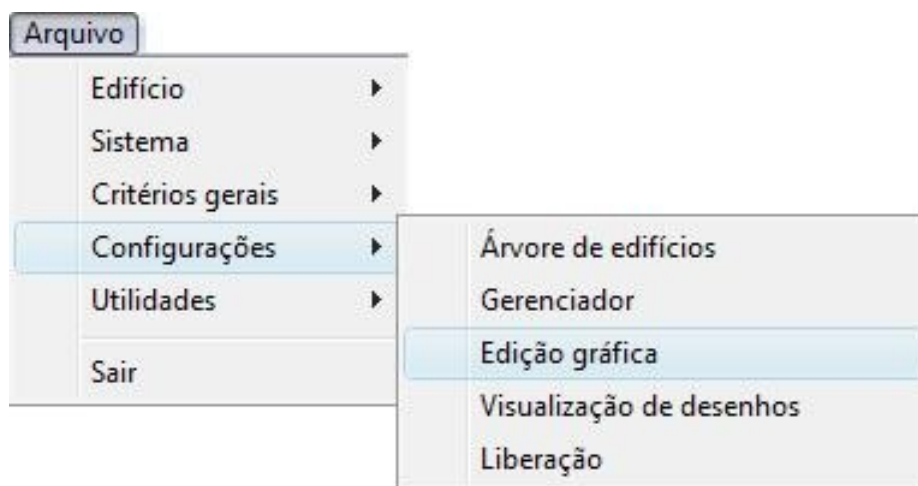 Arquivo
Edifício
Sistema
Critérios gerais
Configurações
Utilidades
Sair
Árvore de edifícios
Gerenciador
Edição gráfica
Visualização de desenhos
Liberação